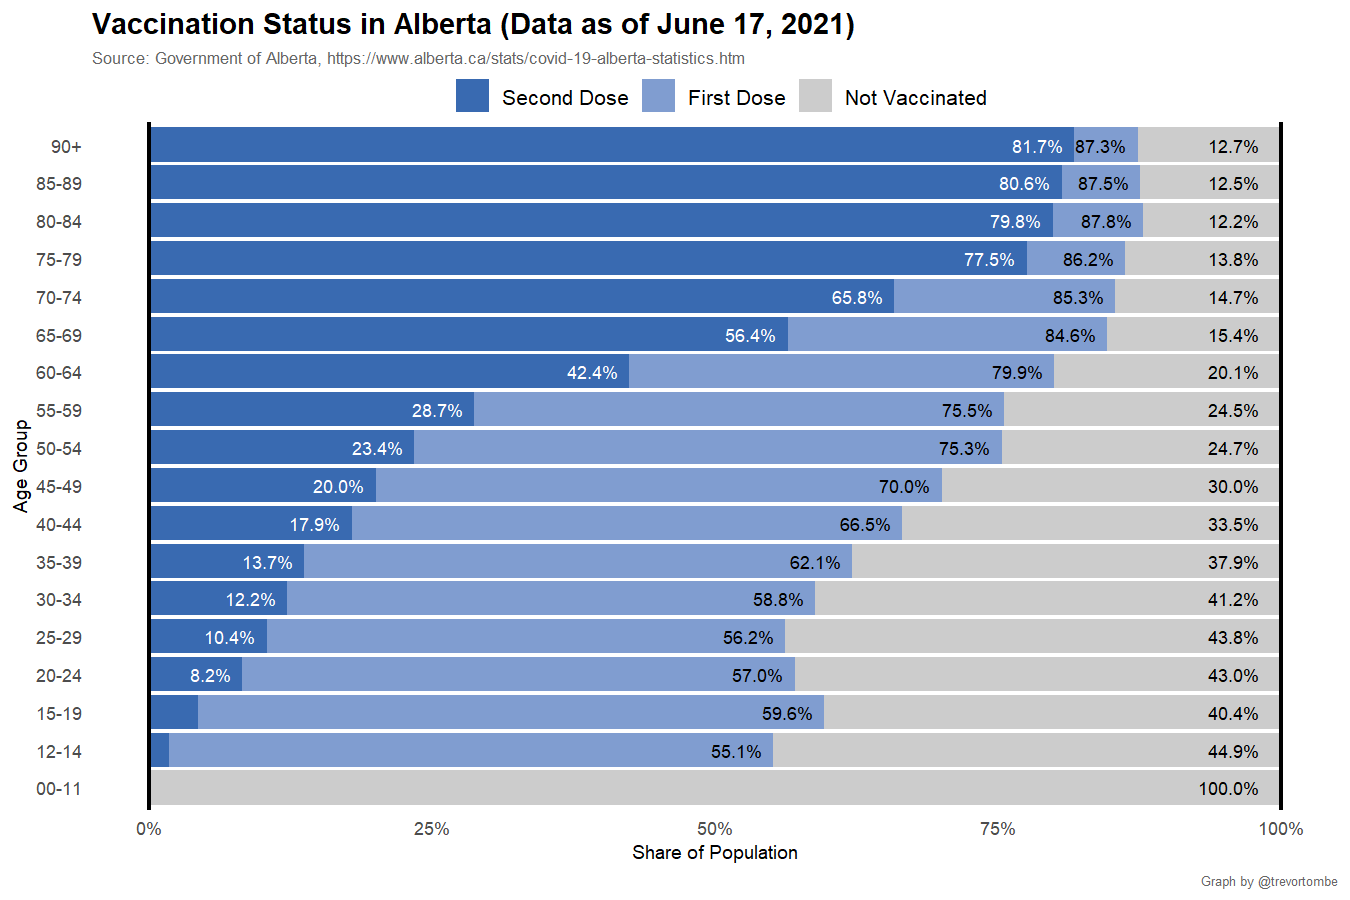 Vaccination Status in Alberta (Data as of June 17, 2021)
Source: Government of Alberta, https://www.alberta.ca/stats/covid-19-alberta-statistics.htm
Second Dose First Dose Not Vaccinated
90+ 81.7% 87.3% 12.7%
85-89 80.6% 87.5% 12.5%
80-84 79.8% 87.8% 12.2%
75-79 77.5% 86.2% 13.8%
70-74 65.8% 85.3% 14.7%
65-69 56.4% 84.6% 15.4%
60-64 42.4% 79.9% 20.1%
55-59 28.7% 75.5% 24.5%
50-54 23.4% 75.3% 24.7%
Age Group
45-49 20.0% 70.0% 30.0%
40-44 17.9% 66.5% 33.5%
35-39 13.7% 62.1% 37.9%
30-34 12.2% 58.8% 41.2%
25-29 10.4% 56.2% 43.8%
20-24 8.2% 57.0% 43.0%
15-19 59.6% 40.4%
12-14 55.1% 44.9%
00-11 100.0%
0% 25% 50% 75% 100%
Share of Population
Graph by @trevortombe